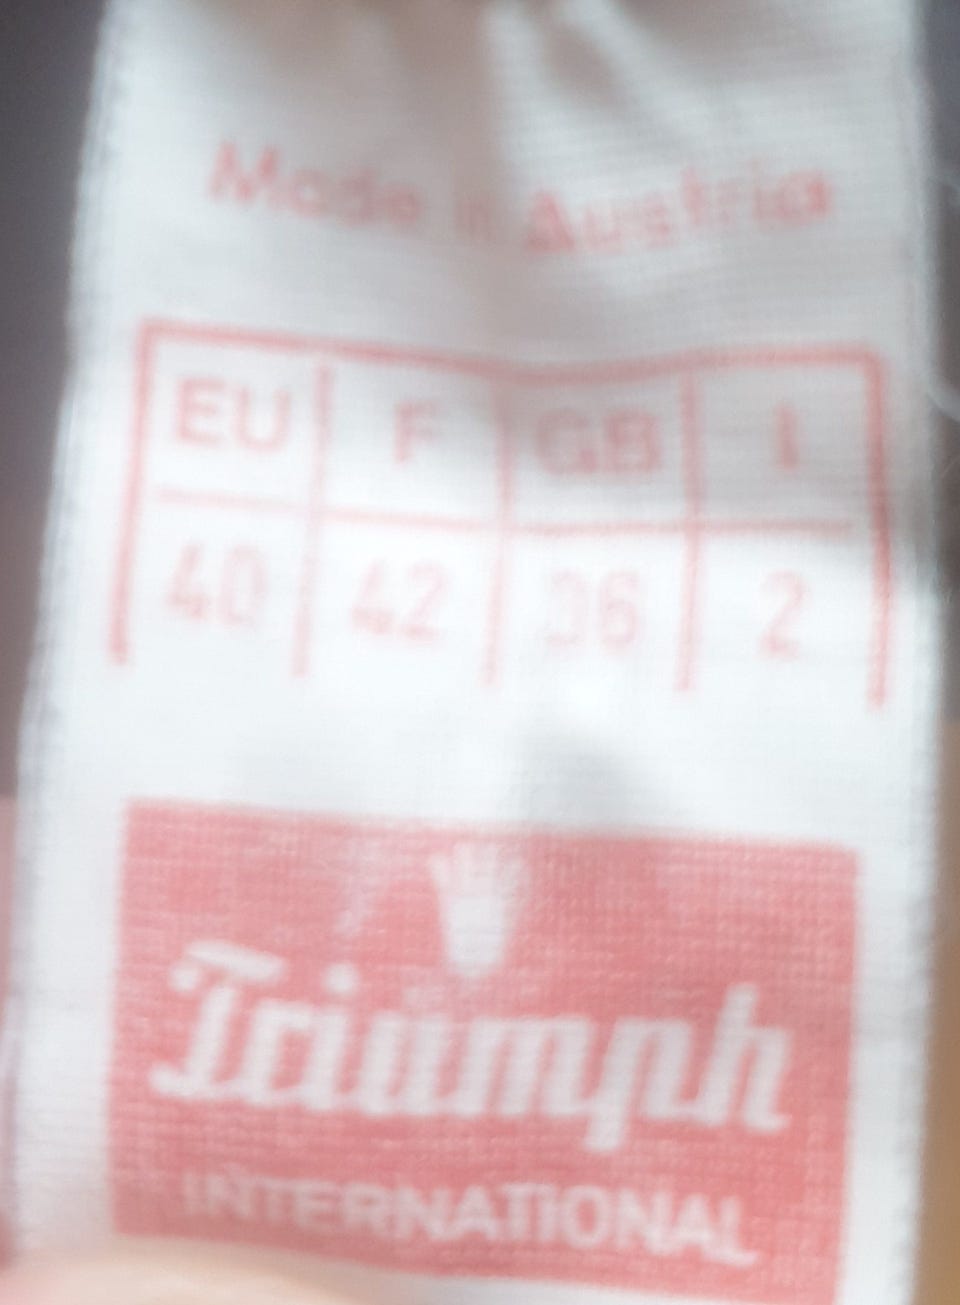 Made in Austria
EU F GB I
40 42 36 2
Triumph
INTERNATIONAL